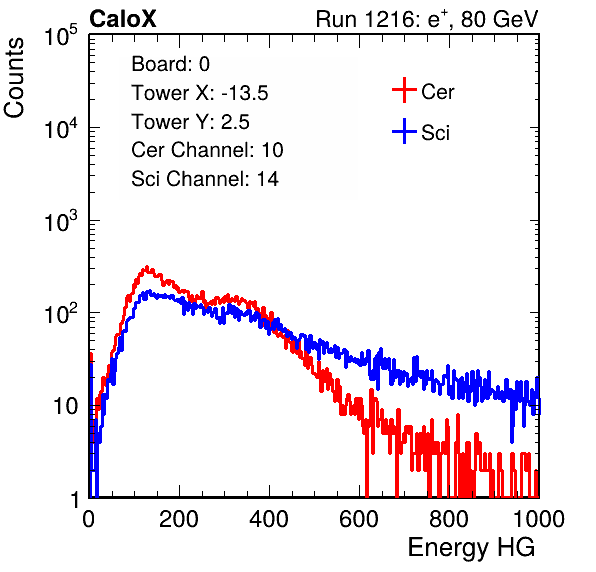 CaloX Run 1216: e⁺, 80 GeV
Counts
10⁵
10⁴
10³
10²
10
1
Board: 0
Tower X: -13.5
Tower Y: 2.5
Cer Channel: 10
Sci Channel: 14
Cer
Sci
0 200 400 600 800 1000
Energy HG